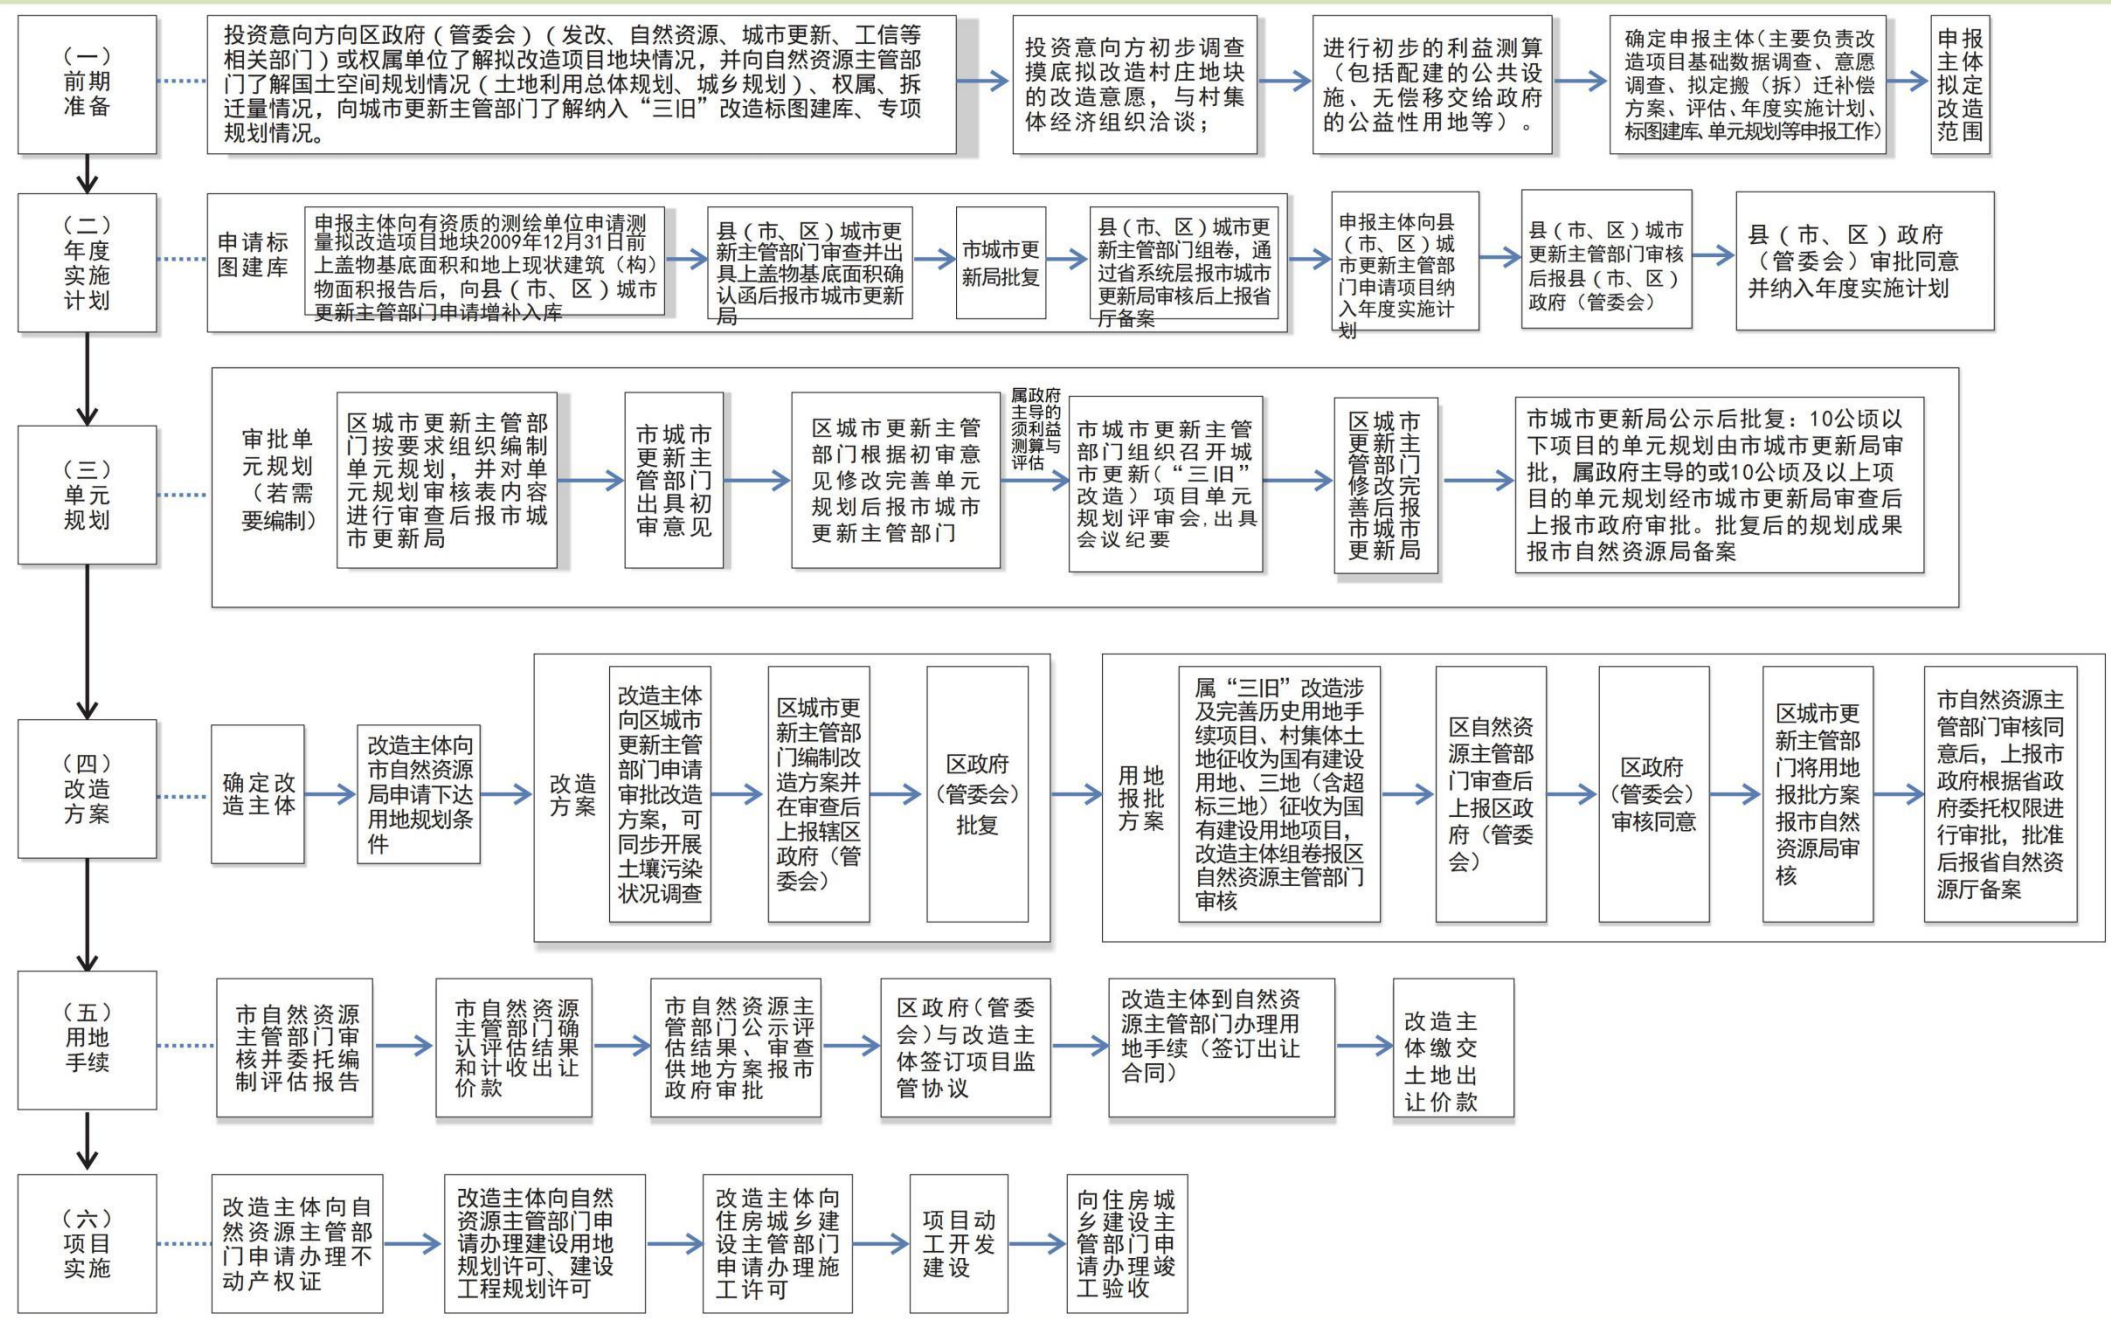 （一）
前期
准备
投资意向方向区政府（管委会）（发改、自然资源、城市更新、工信等
相关部门）或权属单位了解拟改造项目地块情况，并向自然资源主管部
门了解国土空间规划情况（土地利用总体规划、城乡规划）、权属、拆
迁量情况，向城市更新主管部门了解纳入“三旧”改造标图建库、专项
规划情况。
投资意向方初步调查
摸底拟改造村庄地块
的改造意愿，与村集
体经济组织洽谈；
进行初步的利益测算
（包括配建的公共设
施、无偿移交给政府
的公益性用地等）。
确定申报主体（主要负责改
造项目基础数据调查、意愿
调查、拟定搬（拆）迁补偿
方案、评估、年度实施计划、
标图建库、单元规划等申报工作）
申报
主体
拟定
改造
范围
（二）
年度
实施
计划
申请标
图建库
申报主体向有资质的测绘单位申请测
量拟改造项目地块2009年12月31日前
上盖物基底面积和地上现状建筑（构）
物面积报告后，向县（市、区）城市
更新主管部门申请增补入库
县（市、区）城市更
新主管部门审查并出
具上盖物基底面积确
认函后报市城市更新
局
市城市更
新局批复
县（市、区）城市更
新主管部门组卷，通
过省系统层报市城市
更新局审核后上报省
厅备案
申报主体向县
（市、区）城
市更新主管部
门申请项目纳
入年度实施计
划
县（市、区）城市
更新主管部门审核
后报县（市、区）
政府（管委会）
县（市、区）政府
（管委会）审批同意
并纳入年度实施计划
（三）
单元
规划
审批单
元规划
（若需
要编制）
区城市更新主管部
门按要求组织编制
单元规划，并对单
元规划审核表内容
进行审查后报市城
市更新局
市城市
更新主
管部门
出具初
审意见
区城市更新主管
部门根据初审意
见修改完善单元
规划后报市城市
更新主管部门
属政府
主导的
须利益
测算与
评估
市城市更新主管
部门组织召开城
市更新（“三旧”
改造）项目单元
规划评审会,出具
会议纪要
区城市
更新主
管部门
修改完
善后报
市城市
更新局
市城市更新局公示后批复：10公顷以
下项目的单元规划由市城市更新局审
批，属政府主导的或10公顷及以上项
目的单元规划经市城市更新局审查后
上报市政府审批。批复后的规划成果
报市自然资源局备案
（四）
改造
方案
确定改
造主体
改造主体向
市自然资源
局申请下达
用地规划条
件
改造
方案
改造主体
向区城市
更新主管
部门申请
审批改造
方案，可
同步开展
土壤污染
状况调查
区城市更
新主管部
门编制改
造方案并
在审查后
上报辖区
政府（管
委会）
区政府
（管委会）
批复
用地
报批
方案
属“三旧”改造涉
及完善历史用地手
续项目、村集体土
地征收为国有建设
用地、三地（含超
标三地）征收为国
有建设用地项目，
改造主体组卷报区
自然资源主管部门
审核
区自然资
源主管部
门审查后
上报区政
府（管委
会）
区政府
（管委会）
审核同意
区城市更
新主管部
门将用地
报批方案
报市自然
资源局审
核
市自然资源主
管部门审核同
意后，上报市
政府根据省政
府委托权限进
行审批，批准
后报省自然资
源厅备案
（五）
用地
手续
市自然资源
主管部门审
核并委托编
制评估报告
市自然资源
主管部门确
认评估结果
和计收出让
价款
市自然资源主
管部门公示评
估结果、审查
供地方案报市
政府审批
区政府（管委
会）与改造主
体签订项目监
管协议
改造主体到自然资
源主管部门办理用
地手续（签订出让
合同）
改造主
体缴交
土地出
让价款
（六）
项目
实施
改造主体向自
然资源主管部
门申请办理不
动产权证
改造主体向自然
资源主管部门申
请办理建设用地
规划许可、建设
工程规划许可
改造主体向
住房城乡建
设主管部门
申请办理施
工许可
项目动
工开发
建设
向住房城
乡建设主
管部门申
请办理竣
工验收